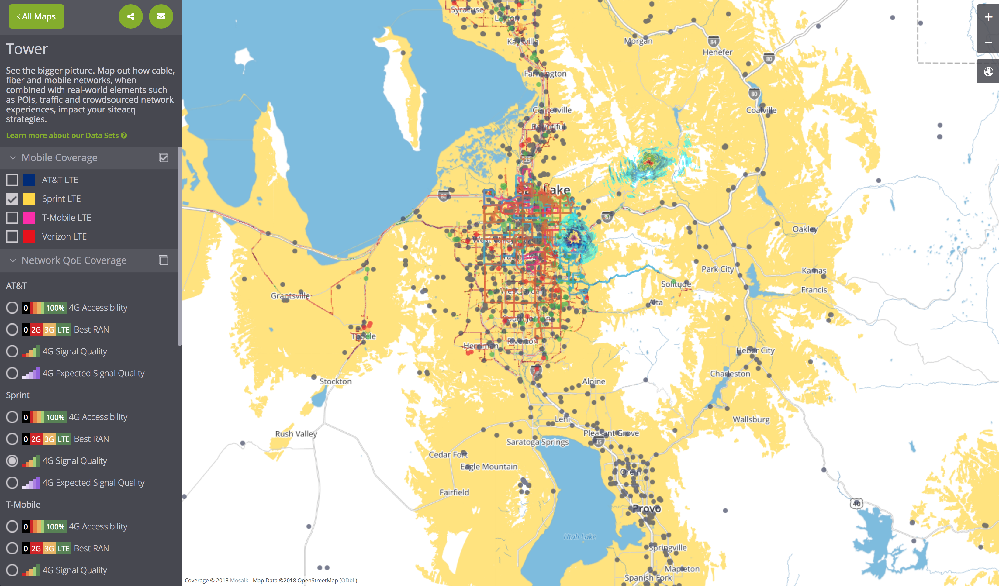 All Maps
Tower
See the bigger picture. Map out how cable,
fiber and mobile networks, when
combined with real-world elements such
as POIs, traffic and crowdsourced network
experiences, impact your siteacq
strategies.
Learn more about our Data Sets
Mobile Coverage
AT&T LTE
Sprint LTE
T-Mobile LTE
Verizon LTE
Network QoE Coverage
AT&T
0 100% 4G Accessibility
0 2G 3G LTE Best RAN
4G Signal Quality
4G Expected Signal Quality
Sprint
0 100% 4G Accessibility
0 2G 3G LTE Best RAN
4G Signal Quality
4G Expected Signal Quality
T-Mobile
0 100% 4G Accessibility
0 2G 3G LTE Best RAN
4G Signal Quality
Syracuse
Layton
Kaysville
Morgan
84
Henefer
80
Farmington
80
Centerville
Coalville
Bountiful
215
Lake
80
80
Oakley
West Valley City
Taylorsville
Park City
Kamas
Solitude
Francis
West Jordan
Grantsville
Alta
South Jordan
Tooele
Riverton
Herriman
Heber City
15
Charleston
Stockton
Alpine
Lehi
Wallsburg
Rush Valley
Pleasant Grove
15
Saratoga Springs
Cedar Fort
Eagle Mountain
Orem
Fairfield
40
Provo
Utah Lake
Springville
Mapleton
Spanish Fork
Coverage © 2018 Mosaik - Map Data ©2018 OpenStreetMap (ODbL)